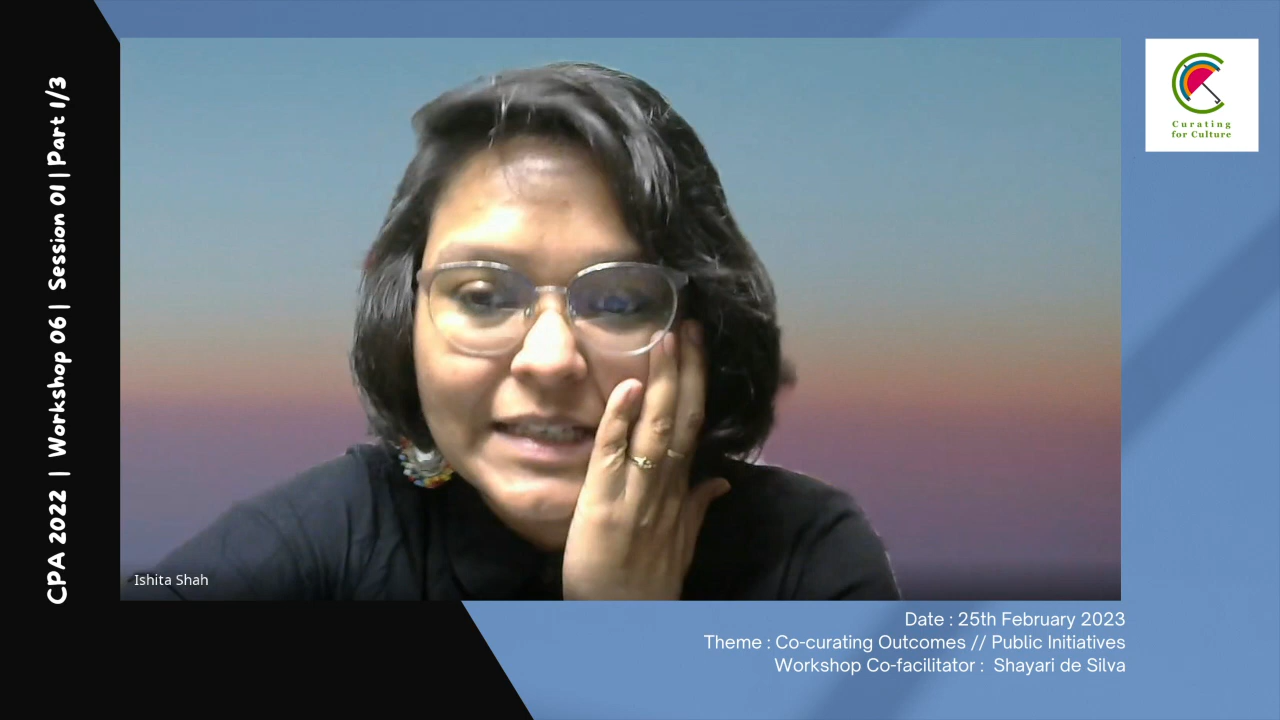 CPA 2022 | Workshop 06 | Session 01 | Part 1/3
Curating
for Culture
Ishita Shah
Date : 25th February 2023
Theme : Co-curating Outcomes // Public Initiatives
Workshop Co-facilitator : Shayari de Silva